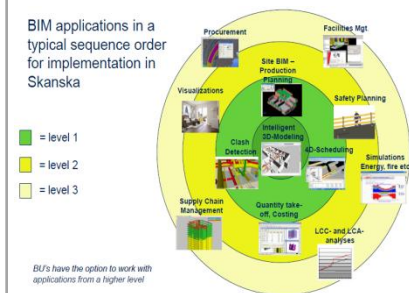 BIM applications in a
typical sequence order
for implementation in
Skanska
= level 1
= level 2
= level 3
BU's have the option to work with
applications from a higher level
Procurement
Facilities Mgt
Site BIM –
Production
Planning
Visualizations
Safety Planning
Intelligent
3D-Modeling
Clash
Detection
4D-Scheduling
Simulations
Energy, fire etc
Supply Chain
Management
Quantity take-
off, Costing
LCC- and LCA-
analyses